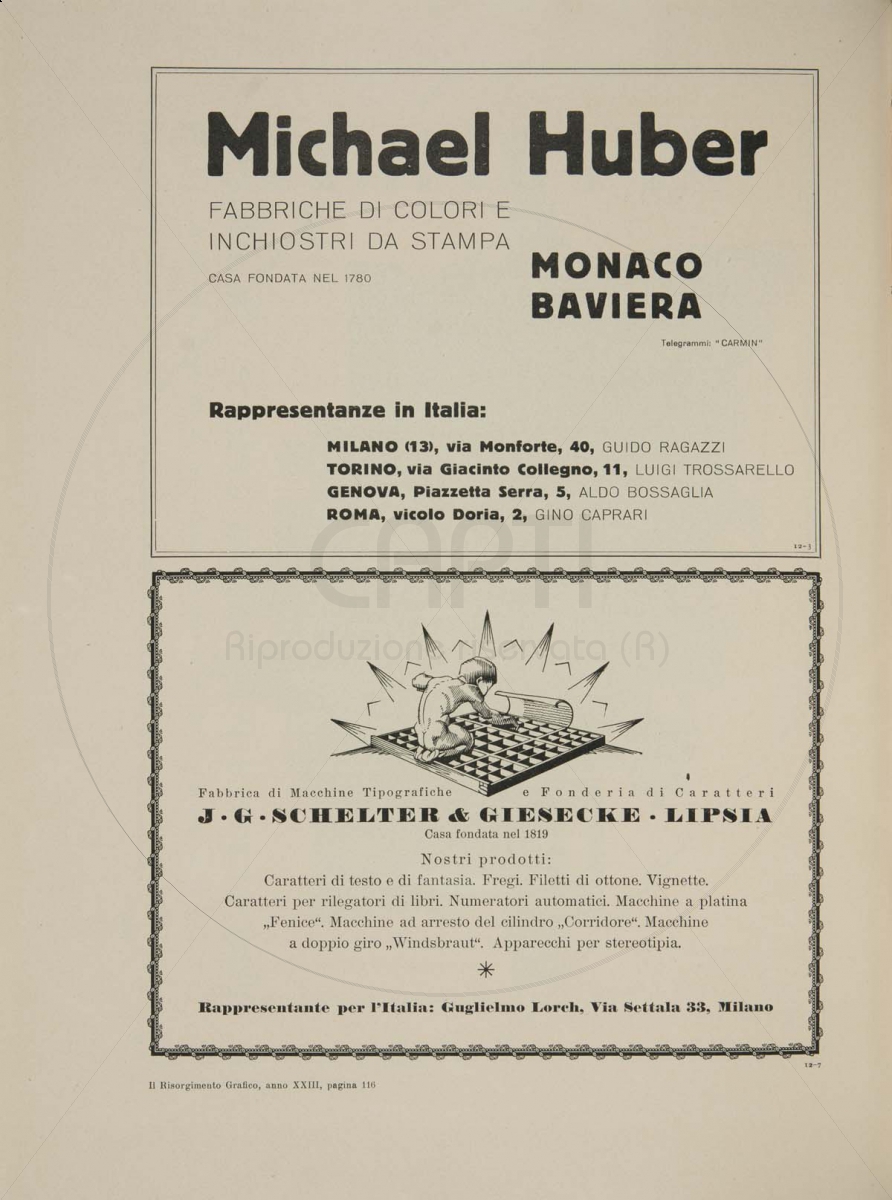 Michael Huber
FABBRICHE DI COLORI E
INCHIOSTRI DA STAMPA
CASA FONDATA NEL 1780
MONACO
BAVIERA
Telegrammi: "CARMIN"
Rappresentanze in Italia:
MILANO (13), via Monforte, 40, GUIDO RAGAZZI
TORINO, via Giacinto Collegno, 11, LUIGI TROSSARELLO
GENOVA, Piazzetta Serra, 5, ALDO BOSSAGLIA
ROMA, vicolo Doria, 2, GINO CAPRARI
12-3
Riproduzione riservata (R)
Fabbrica di Macchine Tipografiche e Fonderia di Caratteri
J·G·SCHELTER & GIESECKE · LIPSIA
Casa fondata nel 1819
Nostri prodotti:
Caratteri di testo e di fantasia. Fregi. Filetti di ottone. Vignette.
Caratteri per rilegatori di libri. Numeratori automatici. Macchine a platina
„Fenice“. Macchine ad arresto del cilindro „Corridore“. Macchine
a doppio giro „Windsbraut“. Apparecchi per stereotipia.
Rappresentante per l'Italia: Guglielmo Lorch, Via Settala 33, Milano
12-7
Il Risorgimento Grafico, anno XXIII, pagina 116